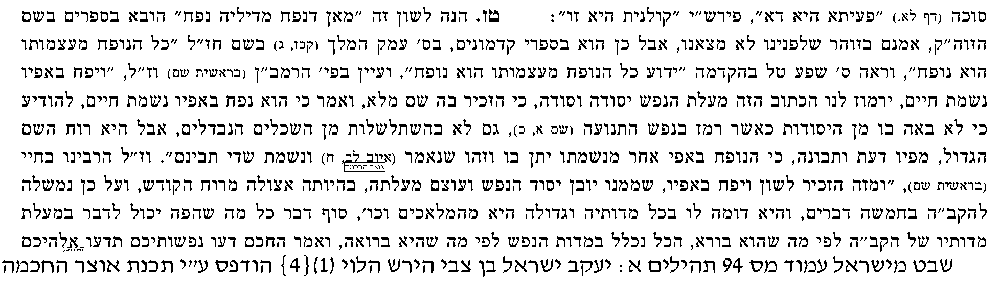 סוכה (דף לא.) ״פעיתא היא דא״, פירש״י ״קולנית היא זו״: טז. הנה לשון זה ״מאן דנפח מדיליה נפח״ הובא בספרים בשם
הזוה״ק, אמנם בזוהר שלפנינו לא מצאנו, אבל כן הוא בספרי קדמונים, בס׳ עמק המלך (קכז, ג) בשם חז״ל ״כל הנופח מעצמותו
הוא נופח״, וראה ס׳ שפע טל בהקדמה ״ידוע כל הנופח מעצמותו הוא נופח״. ועיין בפי׳ הרמב״ן (בראשית שם) וז״ל, ״ויפח באפיו
נשמת חיים, ירמוז לנו הכתוב הזה מעלת הנפש יסודה וסודה, כי הזכיר בה שם מלא, ואמר כי הוא נפח באפיו נשמת חיים, להודיע
כי לא באה בו מן היסודות כאשר רמז בנפש התנועה (שם א, כ), גם לא בהשתלשלות מן השכלים הנבדלים, אבל היא רוח השם
הגדול, מפיו דעת ותבונה, כי הנופח באפי אחר מנשמתו יתן בו וזהו שנאמר (איוב לב, ח) ונשמת שדי תבינם״. וז״ל הרבינו בחיי
אוצר החכמה
(בראשית שם), ״ומזה הזכיר לשון ויפח באפיו, שממנו יובן יסוד הנפש ועוצם מעלתה, בהיותה אצולה מרוח הקודש, ועל כן נמשלה
להקב״ה בחמשה דברים, והיא דומה לו בכל מדותיה וגדולה היא מהמלאכים וכו׳, סוף דבר כל מה שהפה יכול לדבר במעלת
מדותיו של הקב״ה לפי מה שהוא בורא, הכל נכלל במדות הנפש לפי מה שהיא ברואה, ואמר החכם דעו נפשותיכם תדעו אלהיכם
שבט מישראל עמוד מס 94 תהילים א : יעקב ישראל בן צבי הירש הלוי (1){4} הודפס ע״י תכנת אוצר החכמה